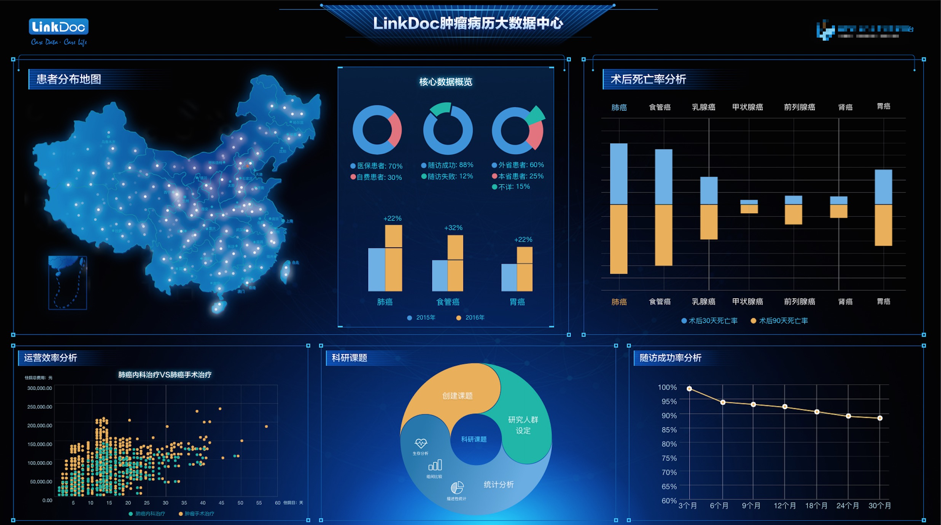 LinkDoc
Care Data · Care Life
LinkDoc肿瘤病历大数据中心
患者分布地图
核心数据概览
医保患者: 70%
自费患者: 30%
随访成功: 88%
随访失败: 12%
外省患者: 60%
本省患者: 25%
不详: 15%
+22%
+32%
+22%
肺癌 食管癌 胃癌
2015年 2016年
术后死亡率分析
肺癌 食管癌 乳腺癌 甲状腺癌 前列腺癌 肾癌 胃癌
肺癌 食管癌 乳腺癌 甲状腺癌 前列腺癌 肾癌 胃癌
术后30天死亡率 术后90天死亡率
运营效率分析
肺癌内科治疗VS肺癌手术治疗
300,000.00
250,000.00
200,000.00
150,000.00
100,000.00
50,000.00
0.00
5 10 15 20 25 30 35 40 45 50 55 60
肺癌内科治疗 肺癌手术治疗
科研课题
创建课题
研究人群
设定
科研课题
生存分析
组间比较
统计分析
随访成功率分析
100%
95%
90%
85%
80%
75%
70%
65%
60%
3个月 6个月 9个月 12个月 18个月 24个月 30个月